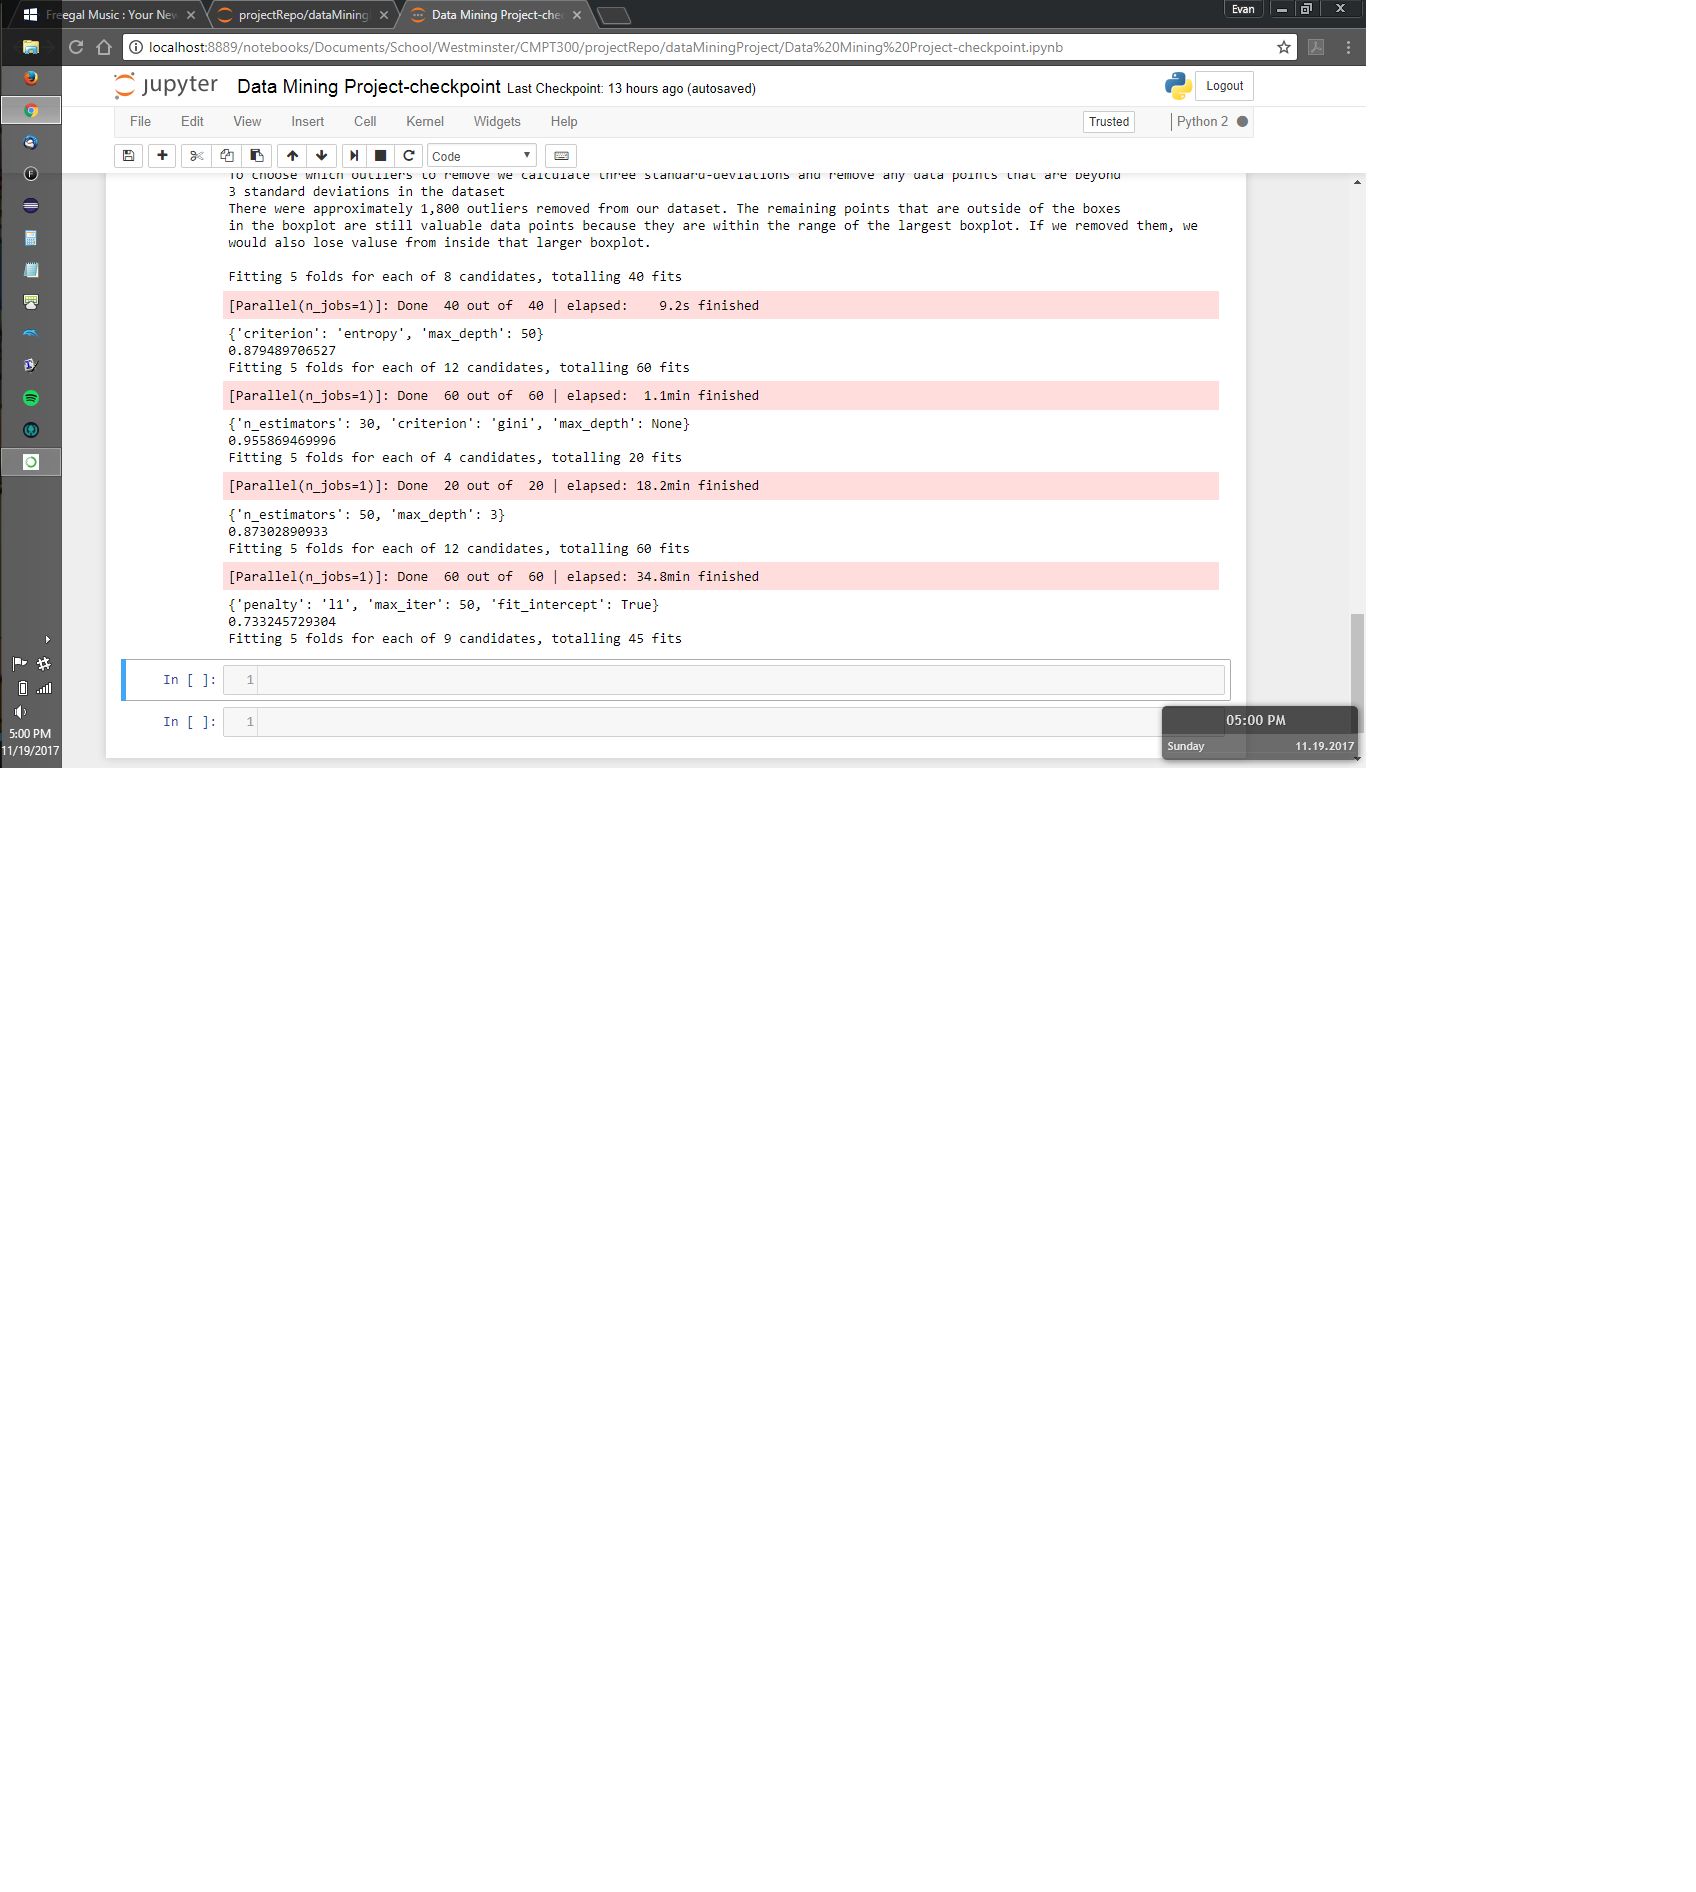 Freegal Music : Your New
projectRepo/dataMining
Data Mining Project-che
Evan
localhost:8889/notebooks/Documents/School/Westminster/CMPT300/projectRepo/dataMiningProject/Data%20Mining%20Project-checkpoint.ipynb
jupyter Data Mining Project-checkpoint Last Checkpoint: 13 hours ago (autosaved)
Logout
File Edit View Insert Cell Kernel Widgets Help
Trusted
Python 2
Code
To choose which outliers to remove we calculate three standard-deviations and remove any data points that are beyond
3 standard deviations in the dataset
There were approximately 1,800 outliers removed from our dataset. The remaining points that are outside of the boxes
in the boxplot are still valuable data points because they are within the range of the largest boxplot. If we removed them, we
would also lose valuse from inside that larger boxplot.
Fitting 5 folds for each of 8 candidates, totalling 40 fits
[Parallel(n_jobs=1)]: Done  40 out of  40 | elapsed:    9.2s finished
{'criterion': 'entropy', 'max_depth': 50}
0.879489706527
Fitting 5 folds for each of 12 candidates, totalling 60 fits
[Parallel(n_jobs=1)]: Done  60 out of  60 | elapsed:  1.1min finished
{'n_estimators': 30, 'criterion': 'gini', 'max_depth': None}
0.955869469996
Fitting 5 folds for each of 4 candidates, totalling 20 fits
[Parallel(n_jobs=1)]: Done  20 out of  20 | elapsed: 18.2min finished
{'n_estimators': 50, 'max_depth': 3}
0.87302890933
Fitting 5 folds for each of 12 candidates, totalling 60 fits
[Parallel(n_jobs=1)]: Done  60 out of  60 | elapsed: 34.8min finished
{'penalty': 'l1', 'max_iter': 50, 'fit_intercept': True}
0.733245729304
Fitting 5 folds for each of 9 candidates, totalling 45 fits
In [ ]: 1
In [ ]: 1
5:00 PM
11/19/2017
05:00 PM
Sunday 11.19.2017